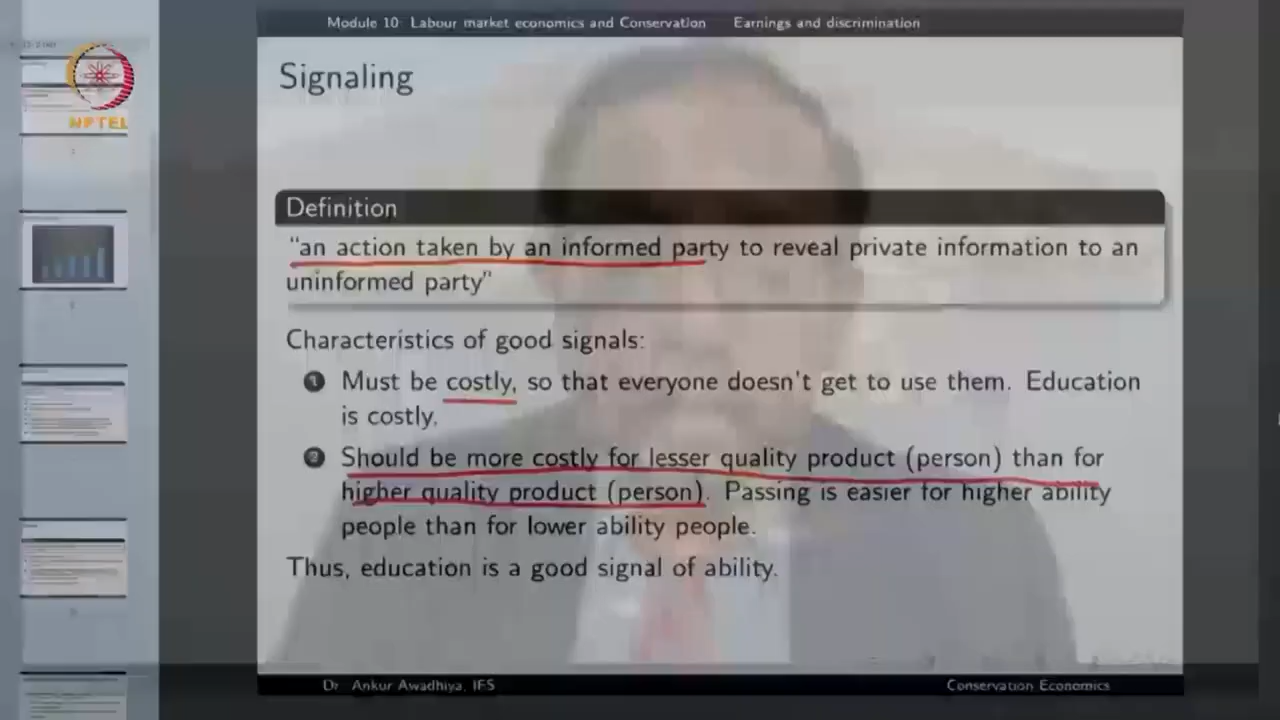 Module 10: Labour market economics and Conservation Earnings and discrimination
NPTEL
Signaling
Definition
"an action taken by an informed party to reveal private information to an
uninformed party"
Characteristics of good signals:
1 Must be costly, so that everyone doesn't get to use them. Education
is costly.
2 Should be more costly for lesser quality product (person) than for
higher quality product (person). Passing is easier for higher ability
people than for lower ability people.
Thus, education is a good signal of ability.
Dr. Ankur Awadhiya, IFS Conservation Economics